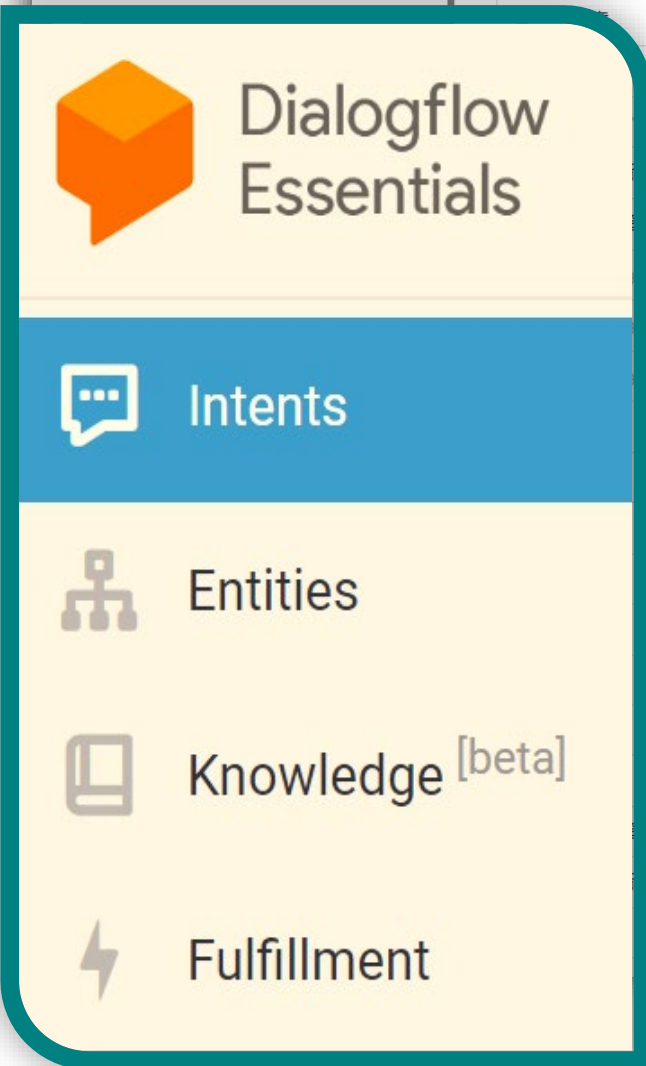 Dialogflow
Essentials
Intents
Entities
Knowledge [beta]
Fulfillment